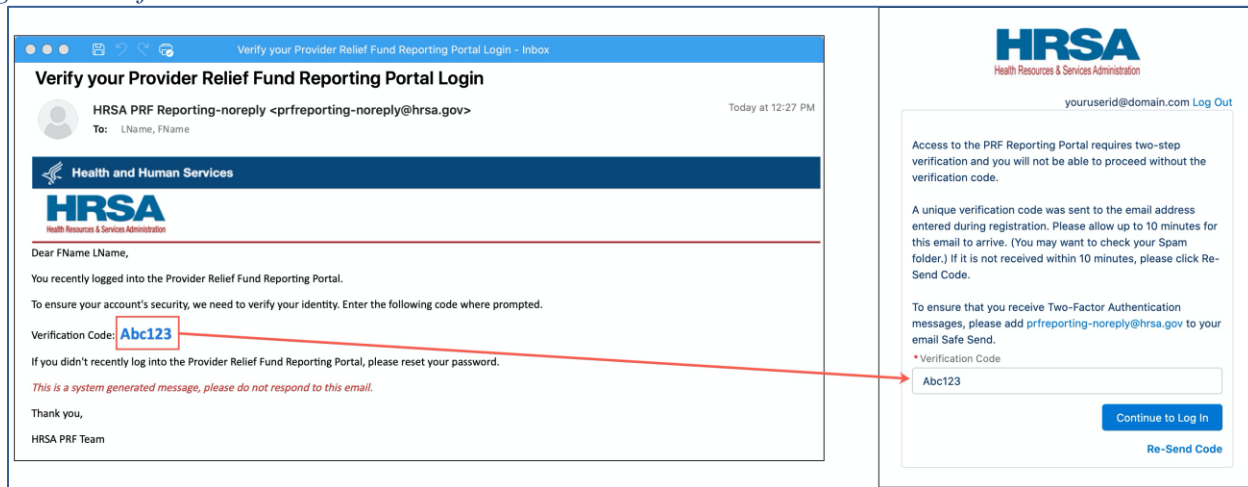 Verify your Provider Relief Fund Reporting Portal Login – Inbox
Verify your Provider Relief Fund Reporting Portal Login
HRSA PRF Reporting-noreply <prfreporting-noreply@hrsa.gov>
Today at 12:27 PM
To: LName, FName
Health and Human Services
HRSA
Health Resources & Services Administration
Dear FName LName,
You recently logged into the Provider Relief Fund Reporting Portal.
To ensure your account's security, we need to verify your identity. Enter the following code where prompted.
Verification Code: Abc123
If you didn't recently log into the Provider Relief Fund Reporting Portal, please reset your password.
This is a system generated message, please do not respond to this email.
Thank you,
HRSA PRF Team
HRSA
Health Resources & Services Administration
youruserid@domain.com Log Out
Access to the PRF Reporting Portal requires two-step
verification and you will not be able to proceed without the
verification code.
A unique verification code was sent to the email address
entered during registration. Please allow up to 10 minutes for
this email to arrive. (You may want to check your Spam
folder.) If it is not received within 10 minutes, please click Re-
Send Code.
To ensure that you receive Two-Factor Authentication
messages, please add prfreporting-noreply@hrsa.gov to your
email Safe Send.
*Verification Code
Abc123
Continue to Log In
Re-Send Code